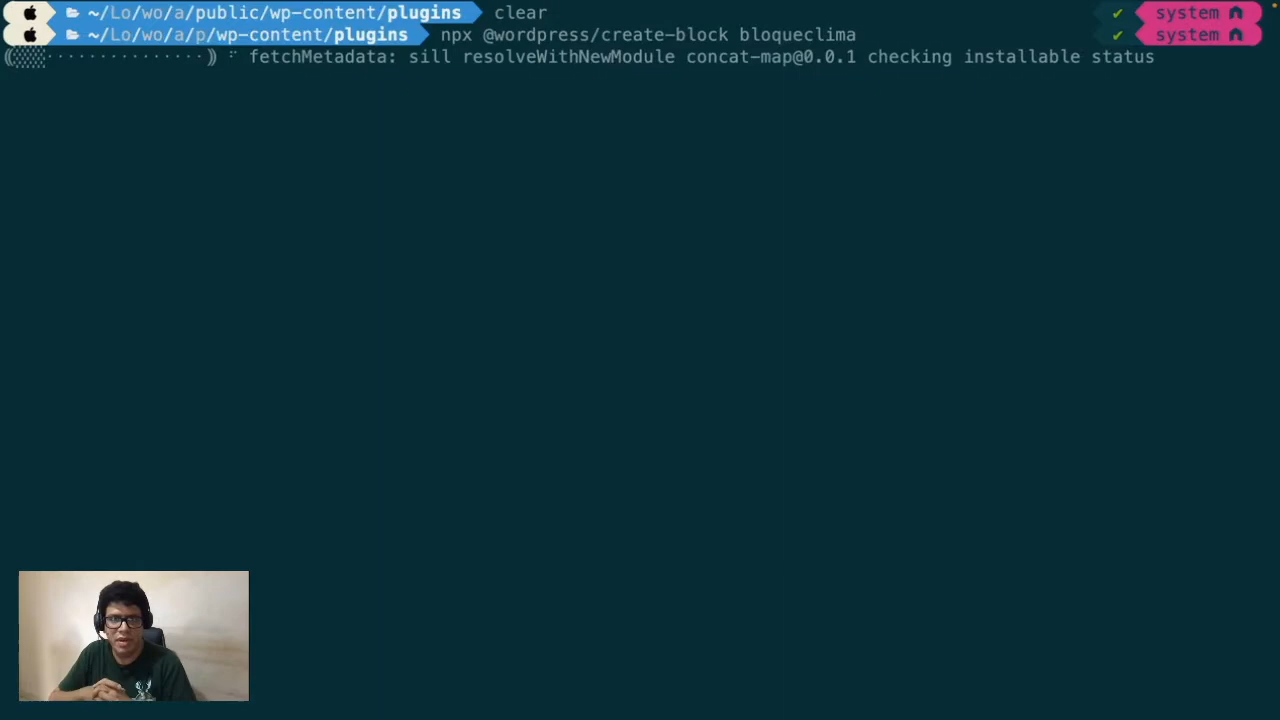 ~/Lo/wo/a/public/wp-content/plugins clear ✔ system
~/Lo/wo/a/p/wp-content/plugins npx @wordpress/create-block bloqueclima ✔ system
(░░░···············) ⠋ fetchMetadata: sill resolveWithNewModule concat-map@0.0.1 checking installable status